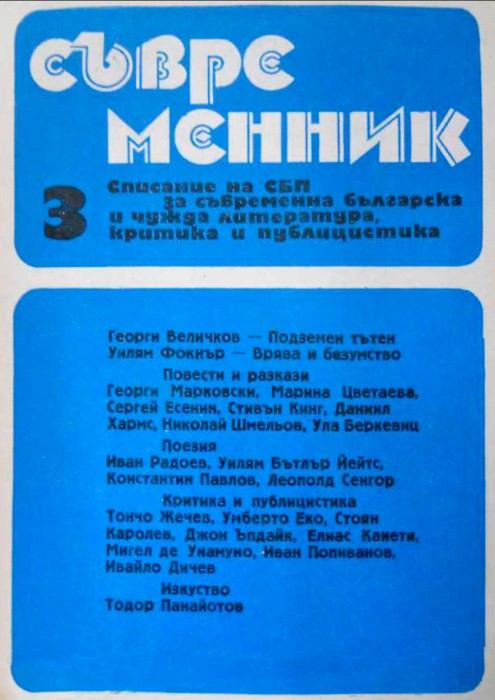 СЪВРЕ
МЕННИК
3
Списание на СБП
за съвременна българска
и чужда литература,
критика и публицистика
Георги Величков — Подземен тътен
Уилям Фокнър — Врява и безумство
Повести и разкази
Георги Марковски, Марина Цветаева,
Сергей Есенин, Стивън Кинг, Даниил
Хармс, Николай Шмельов, Ула Беркевиц
Поезия
Иван Радоев, Уилям Бътлър Йейтс,
Константин Павлов, Леополд Сенгор
Критика и публицистика
Тончо Жечев, Умберто Еко, Стоян
Каролев, Джон Ъпдайк, Елиас Канети,
Мигел де Унамуно, Иван Попиванов,
Ивайло Дичев
Изкуство
Тодор Панайотов